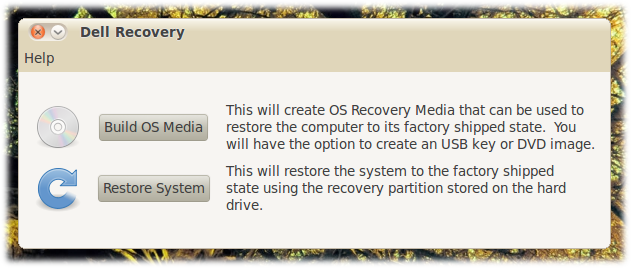 Dell Recovery
Help
Build OS Media
This will create OS Recovery Media that can be used to
restore the computer to its factory shipped state.  You
will have the option to create an USB key or DVD image.
Restore System
This will restore the system to the factory shipped
state using the recovery partition stored on the hard
drive.